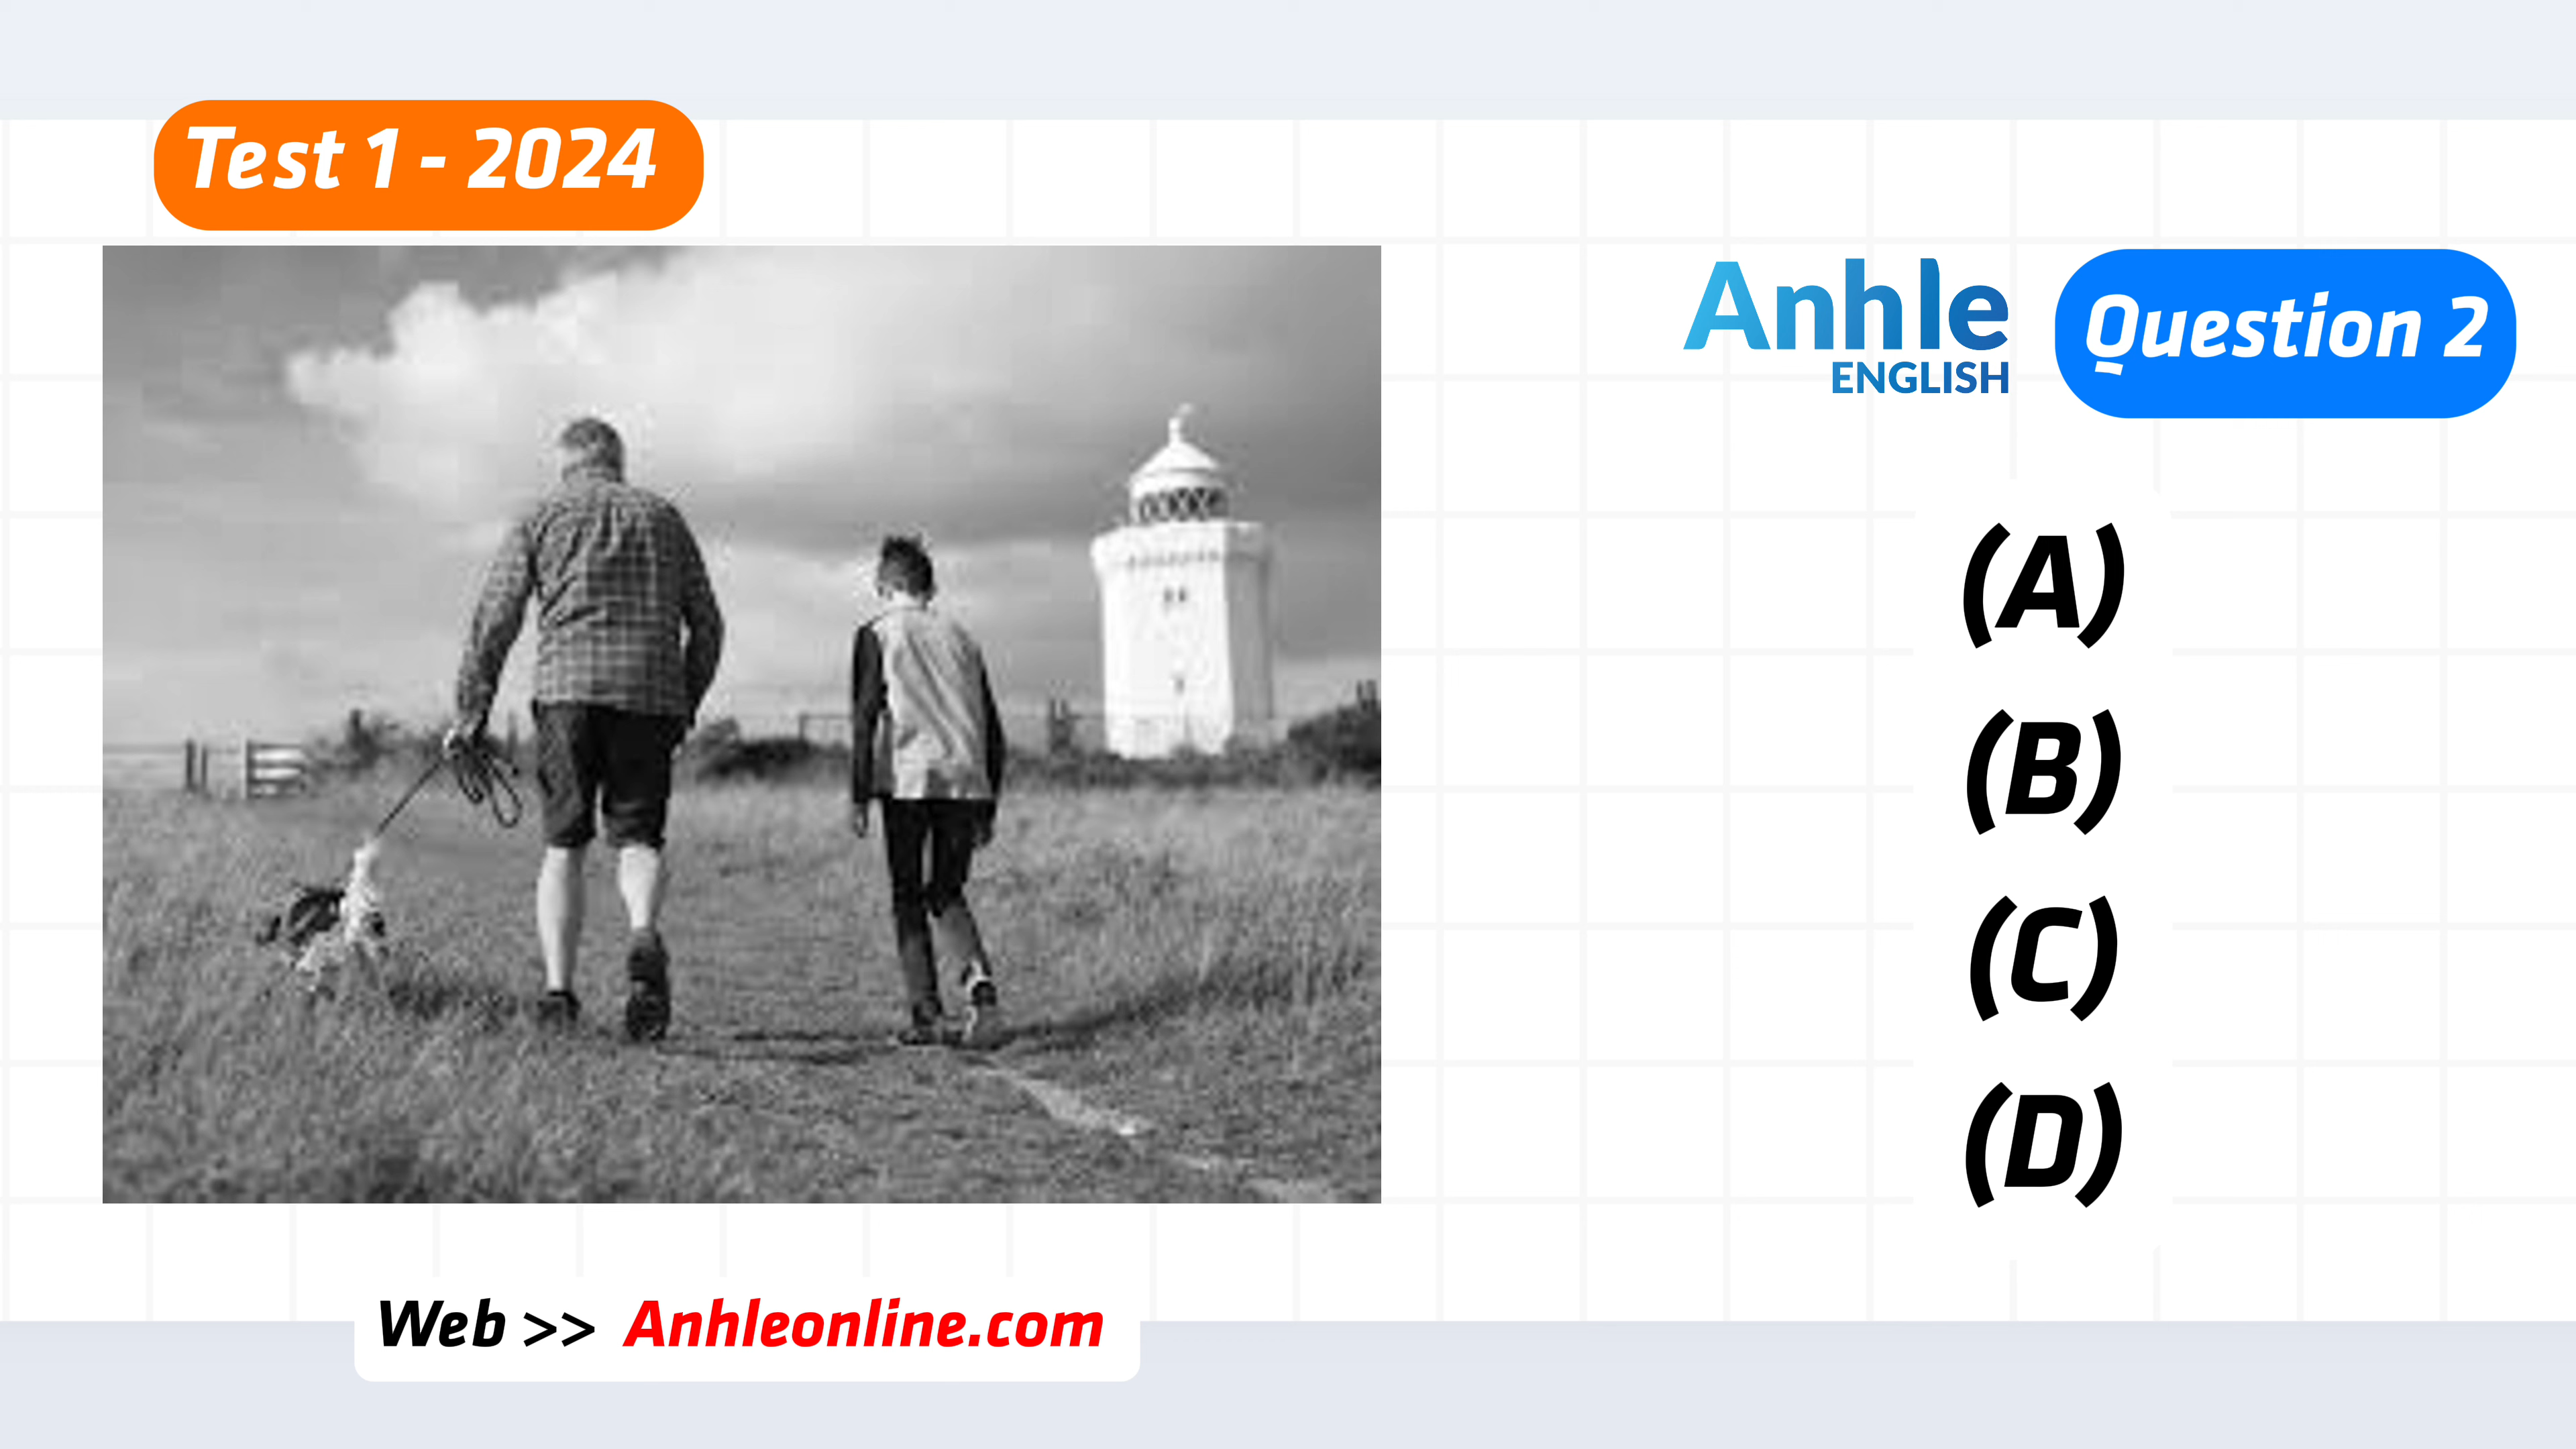 Test 1 - 2024
Anhle
ENGLISH
Question 2
(A)
(B)
(C)
(D)
Web >> Anhleonline.com